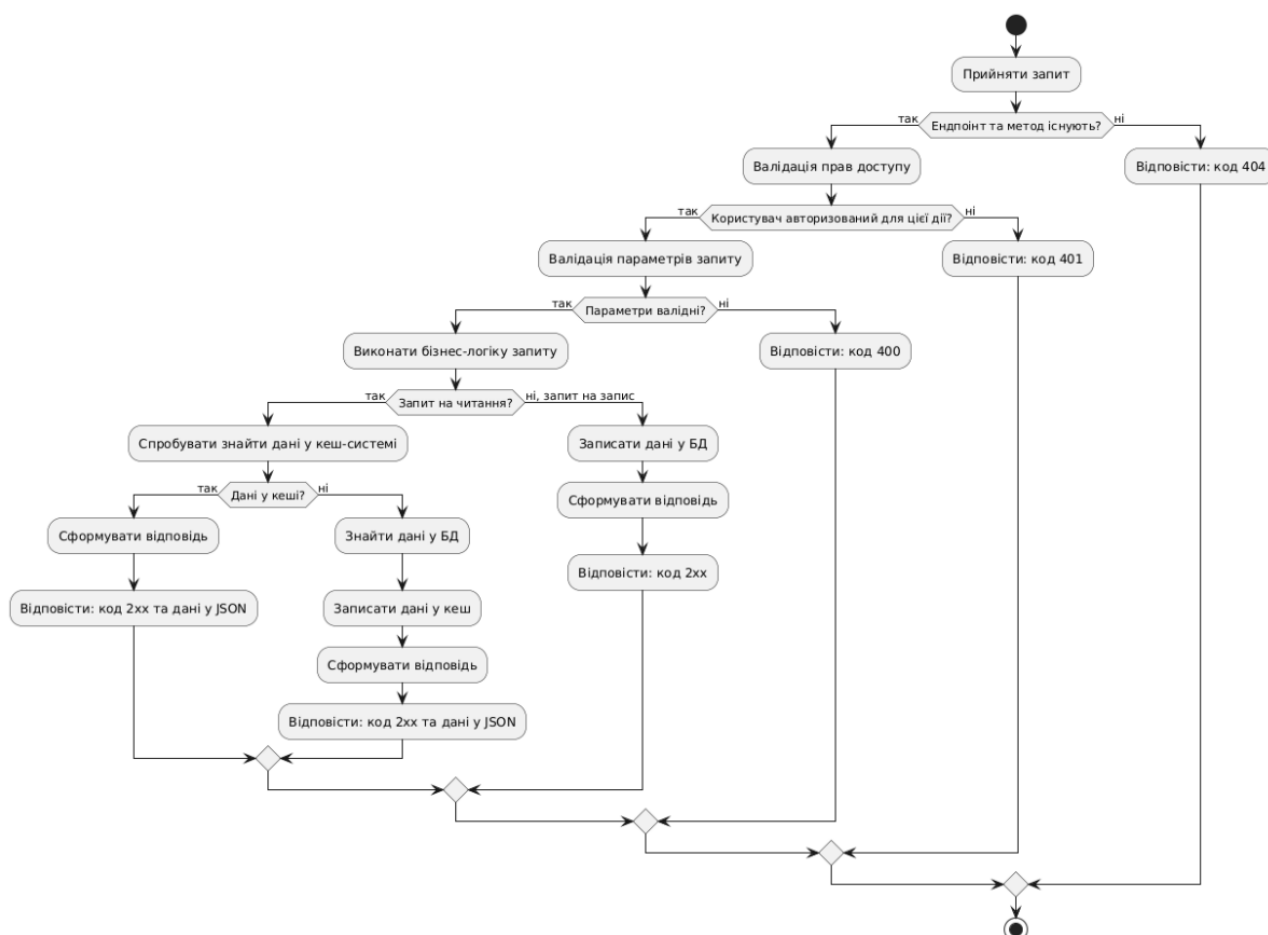 Прийняти запит
так
Ендпоінт та метод існують?
ні
Валідація прав доступу
Відповісти: код 404
так
Користувач авторизований для цієї дії?
ні
Валідація параметрів запиту
Відповісти: код 401
так
Параметри валідні?
ні
Виконати бізнес-логіку запиту
Відповісти: код 400
так
Запит на читання?
ні, запит на запис
Спробувати знайти дані у кеш-системі
Записати дані у БД
так
Дані у кеші?
ні
Сформувати відповідь
Сформувати відповідь
Знайти дані у БД
Відповісти: код 2xx
Відповісти: код 2xx та дані у JSON
Записати дані у кеш
Сформувати відповідь
Відповісти: код 2xx та дані у JSON